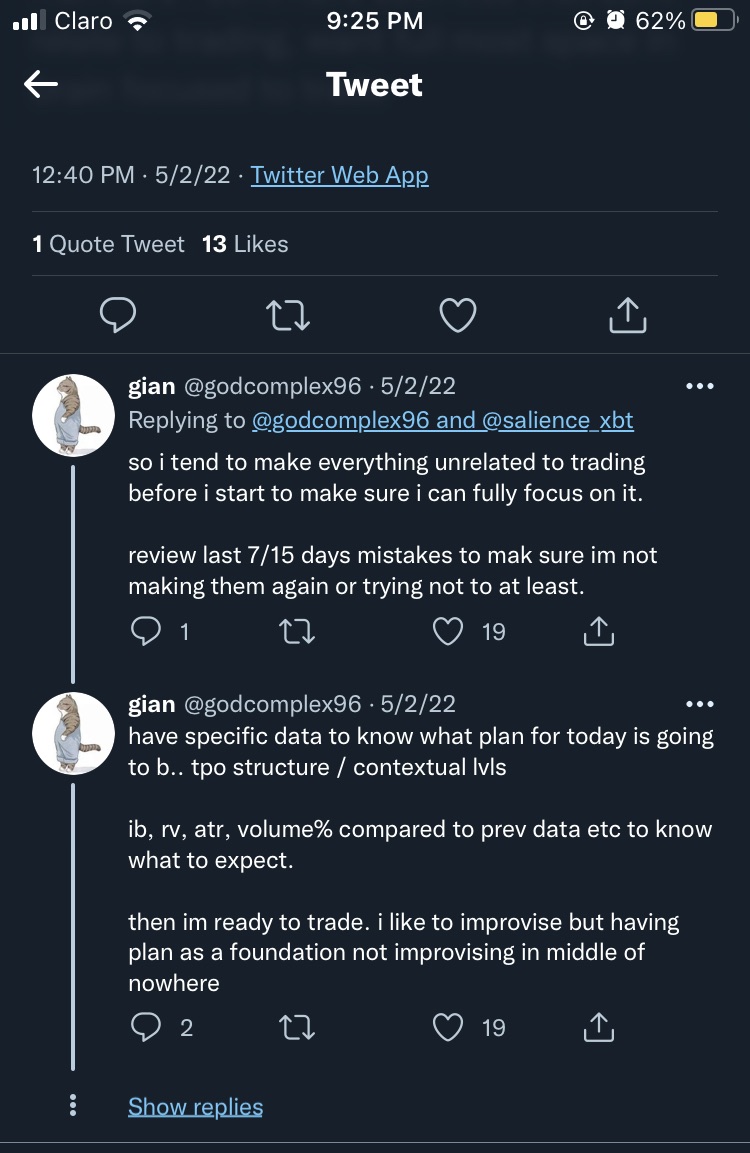 Claro 9:25 PM 62%
Tweet
12:40 PM · 5/2/22 · Twitter Web App
1 Quote Tweet 13 Likes
gian @godcomplex96 · 5/2/22
Replying to @godcomplex96 and @salience_xbt
so i tend to make everything unrelated to trading
before i start to make sure i can fully focus on it.
review last 7/15 days mistakes to mak sure im not
making them again or trying not to at least.
1 19
gian @godcomplex96 · 5/2/22
have specific data to know what plan for today is going
to b.. tpo structure / contextual lvls
ib, rv, atr, volume% compared to prev data etc to know
what to expect.
then im ready to trade. i like to improvise but having
plan as a foundation not improvising in middle of
nowhere
2 19
Show replies